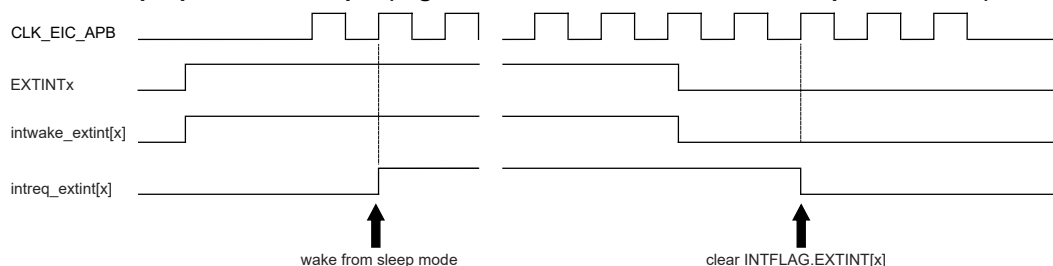 CLK_EIC_APB
EXTINTx
intwake_extint[x]
intreq_extint[x]
wake from sleep mode
clear INTFLAG.EXTINT[x]